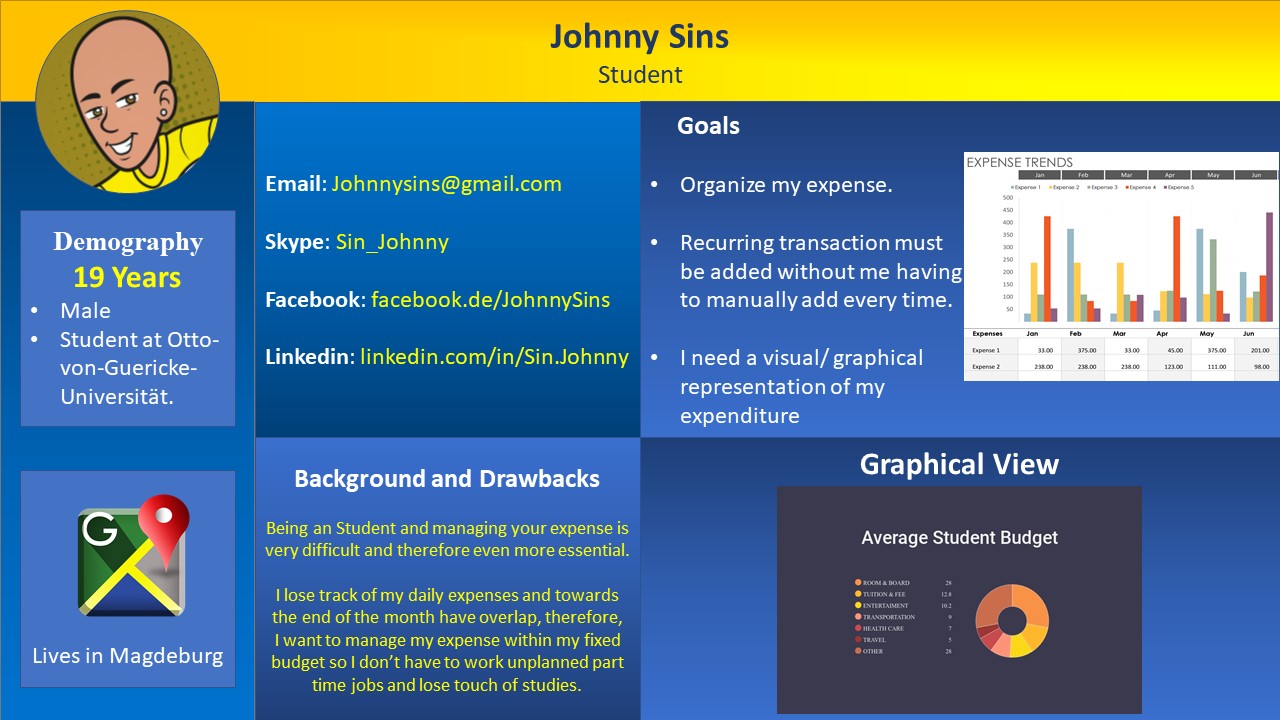 Johnny Sins
Student
Demography
19 Years
• Male
• Student at Otto-
von-Guericke-
Universität.
G
Lives in Magdeburg
Email: Johnnysins@gmail.com
Skype: Sin_Johnny
Facebook: facebook.de/JohnnySins
Linkedin: linkedin.com/in/Sin.Johnny
Background and Drawbacks
Being an Student and managing your expense is
very difficult and therefore even more essential.
I lose track of my daily expenses and towards
the end of the month have overlap, therefore,
I want to manage my expense within my fixed
budget so I don’t have to work unplanned part
time jobs and lose touch of studies.
Goals
• Organize my expense.
• Recurring transaction must
be added without me having
to manually add every time.
• I need a visual/ graphical
representation of my
expenditure
EXPENSE TRENDS
Jan Feb Mar Apr May Jun
Expense 1 Expense 2 Expense 3 Expense 4 Expense 5
500
450
400
350
300
250
200
150
100
50
Expenses Jan Feb Mar Apr May Jun
Expense 1 33.00 375.00 33.00 45.00 375.00 201.00
Expense 2 238.00 238.00 238.00 123.00 111.00 98.00
Graphical View
Average Student Budget
ROOM & BOARD 28
TUITION & FEE 12.8
ENTERTAIMENT 10.2
TRANSPORTATION 9
HEALTH CARE 7
TRAVEL 5
OTHER 28